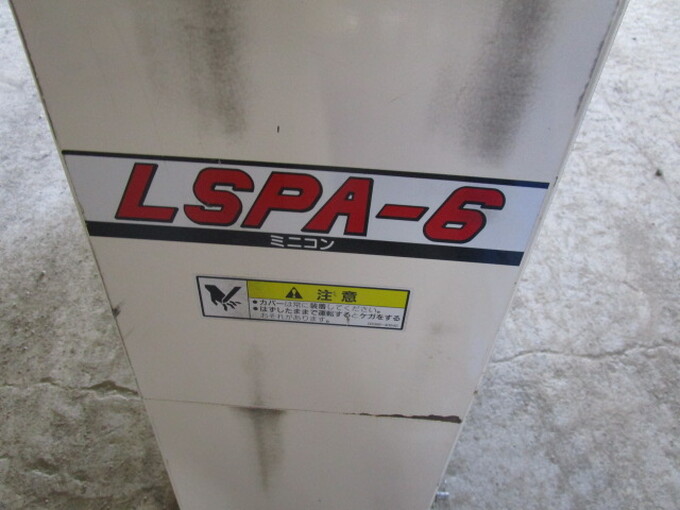 LSPA-6
ミニコン
注意
●カバーは常に装着してください。
●はずしたままで運転するとケガをする
おそれがあります。